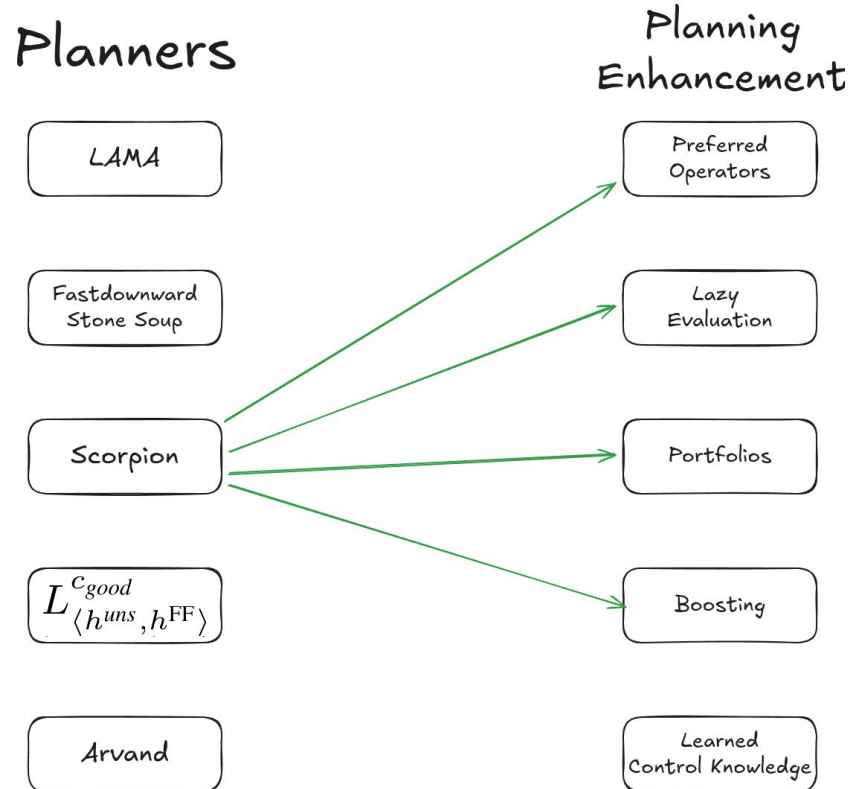 Planners
Planning
Enhancement
LAMA
Preferred
Operators
Fastdownward
Stone Soup
Lazy
Evaluation
Scorpion
Portfolios
L^{c_{good}}_{⟨h^{uns},h^{FF}⟩}
Boosting
Arvand
Learned
Control Knowledge